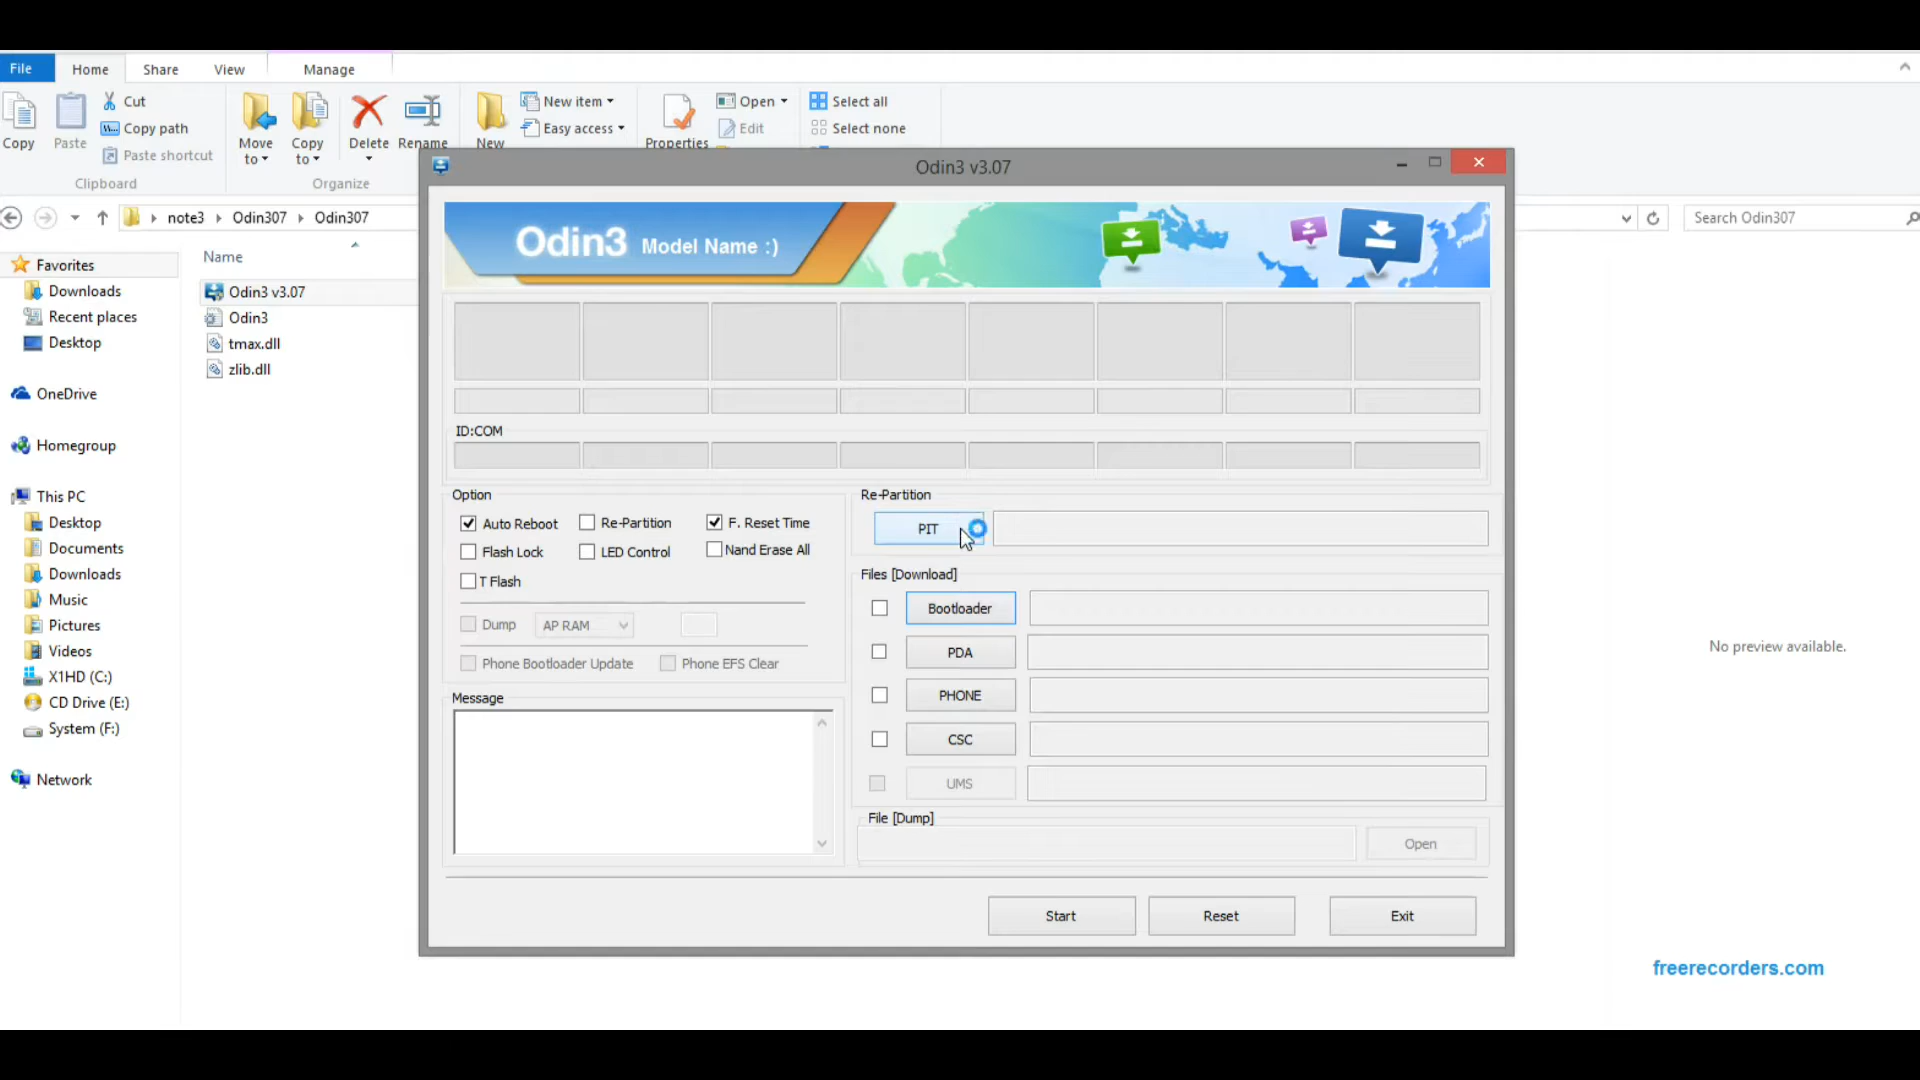 File Home Share View Manage
Cut
Copy path
Paste shortcut
Copy Paste
Clipboard
Move to
Copy to
Delete Rename
Organize
New
New item
Easy access
Properties
Open
Edit
Select all
Select none
note3 Odin307 Odin307
Search Odin307
Favorites
Downloads
Recent places
Desktop
OneDrive
Homegroup
This PC
Desktop
Documents
Downloads
Music
Pictures
Videos
X1HD (C:)
CD Drive (E:)
System (F:)
Network
Name
Odin3 v3.07
Odin3
tmax.dll
zlib.dll
Odin3 v3.07
Odin3 Model Name :)
ID:COM
Option
Auto Reboot Re-Partition F. Reset Time
Flash Lock LED Control Nand Erase All
T Flash
Dump AP RAM
Phone Bootloader Update Phone EFS Clear
Message
Re-Partition
PIT
Files [Download]
Bootloader
PDA
PHONE
CSC
UMS
File [Dump]
Open
Start Reset Exit
No preview available.
freerecorders.com